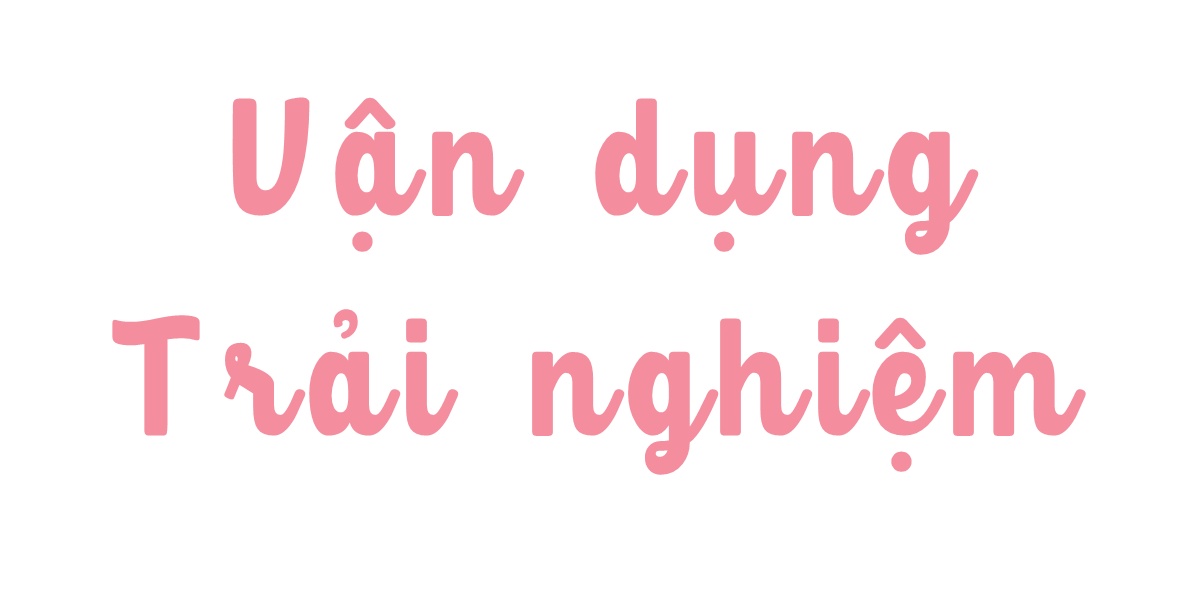 Vận dụng
Trải nghiệm